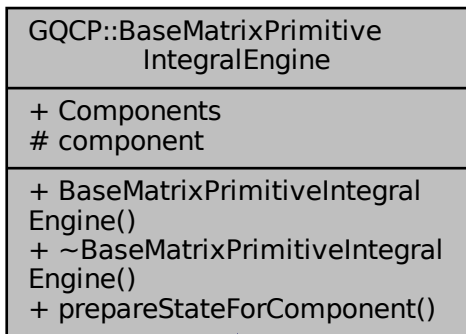 GQCP::BaseMatrixPrimitive
IntegralEngine
+ Components
# component
+ BaseMatrixPrimitiveIntegral
Engine()
+ ~BaseMatrixPrimitiveIntegral
Engine()
+ prepareStateForComponent()